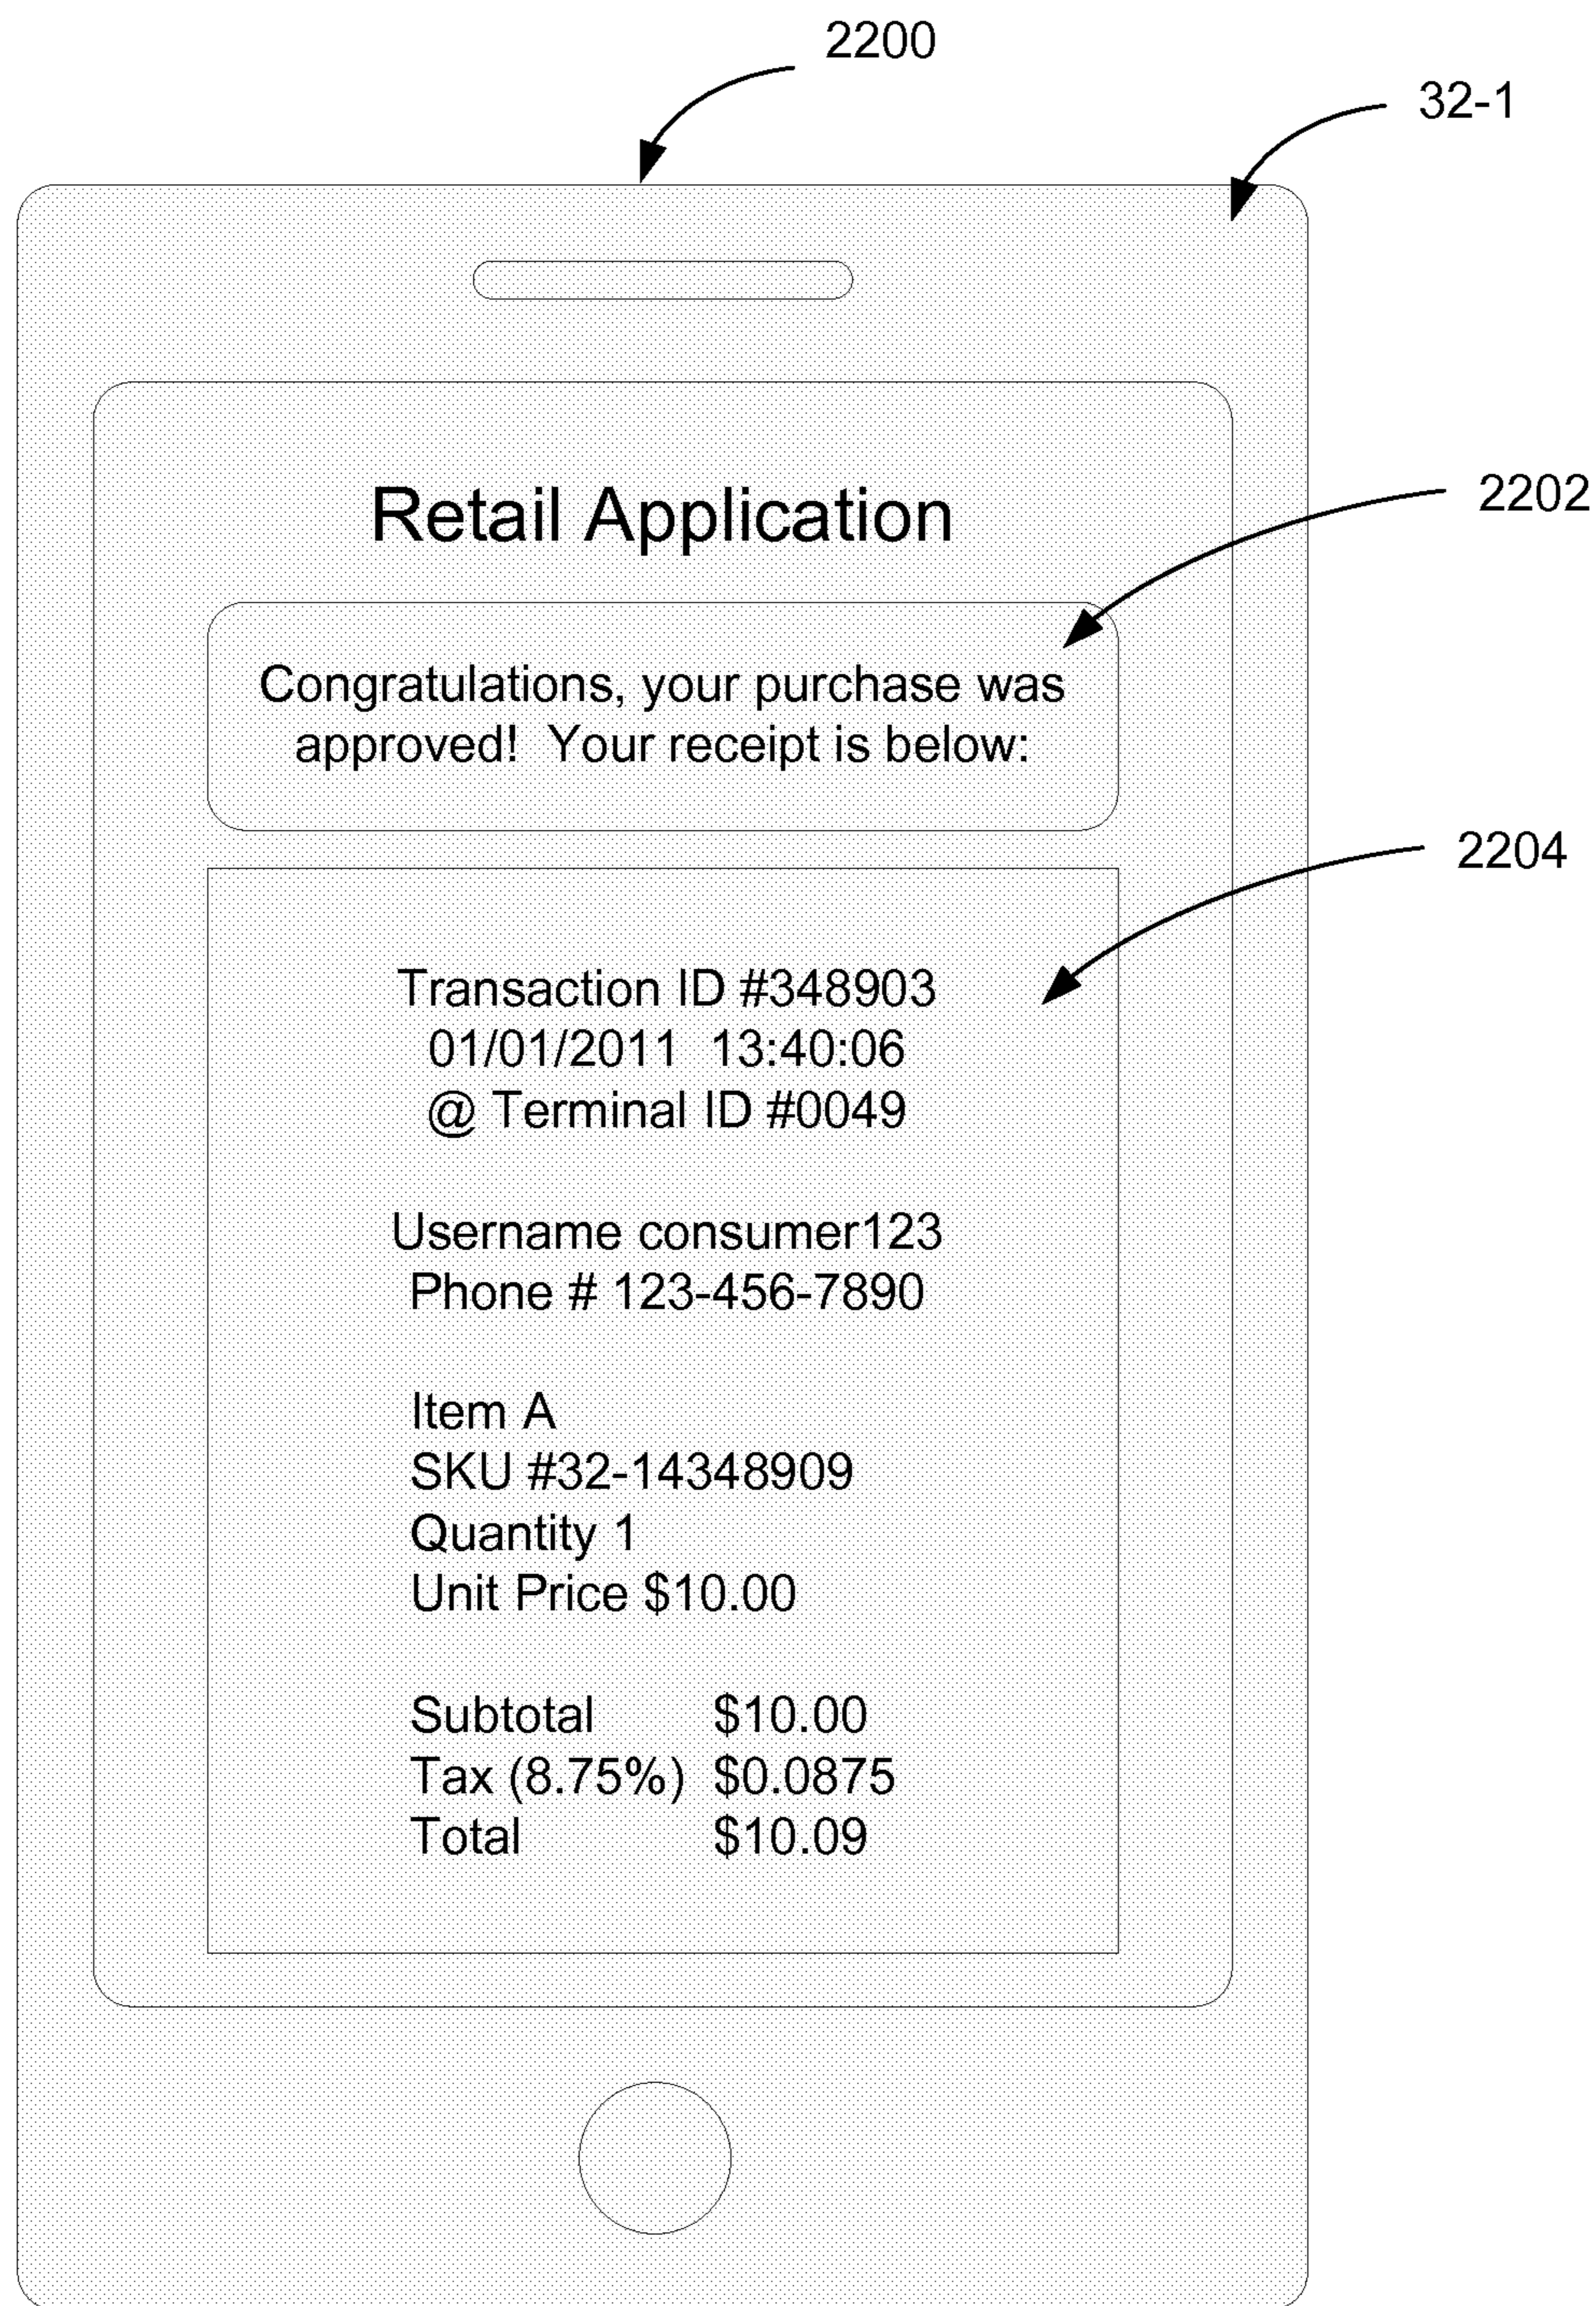 2200
32-1
Retail Application
2202
Congratulations, your purchase was
approved!  Your receipt is below:
2204
Transaction ID #348903
01/01/2011  13:40:06
@ Terminal ID #0049
Username consumer123
Phone # 123-456-7890
Item A
SKU #32-14348909
Quantity 1
Unit Price $10.00
Subtotal $10.00
Tax (8.75%) $0.0875
Total $10.09